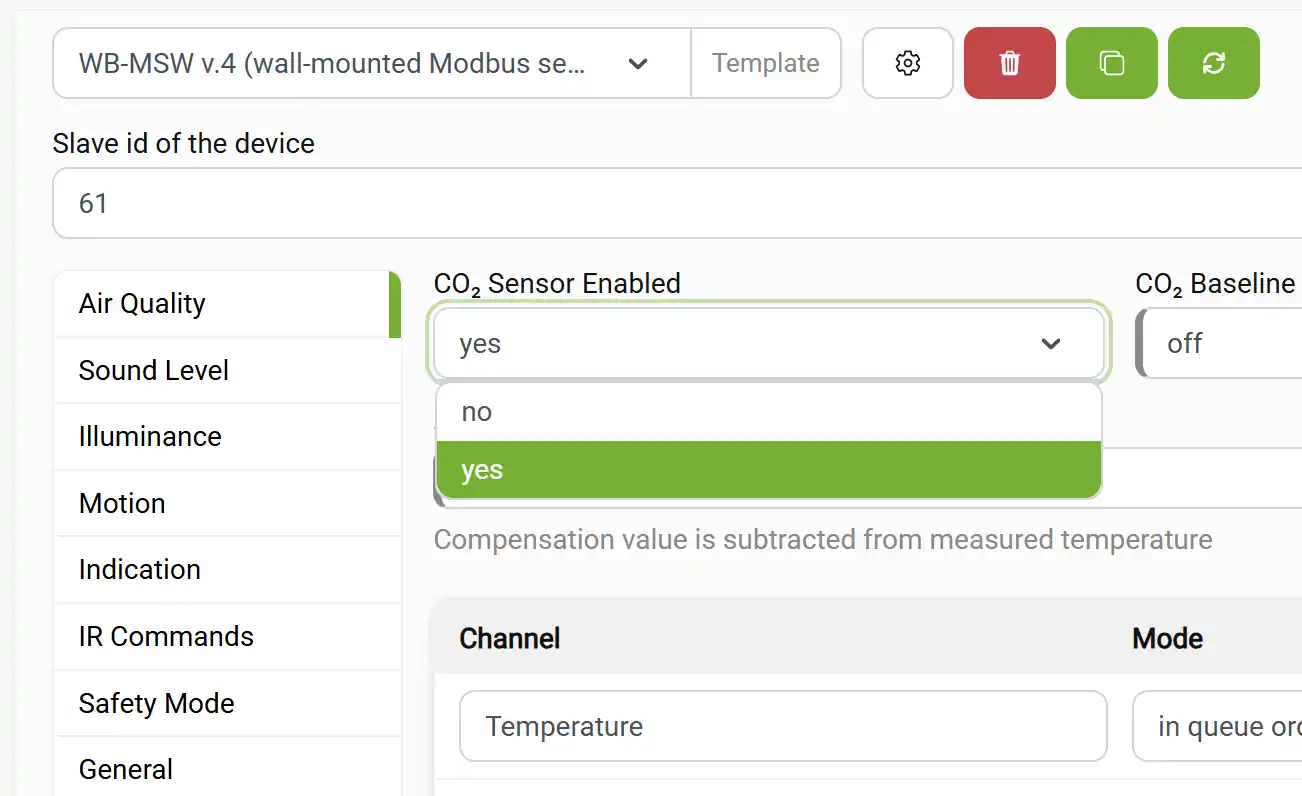 WB-MSW v.4 (wall-mounted Modbus se...
Template
Slave id of the device
61
Air Quality
Sound Level
Illuminance
Motion
Indication
IR Commands
Safety Mode
General
CO₂ Sensor Enabled
yes
no
yes
CO₂ Baseline
off
Compensation value is subtracted from measured temperature
Channel
Mode
Temperature
in queue